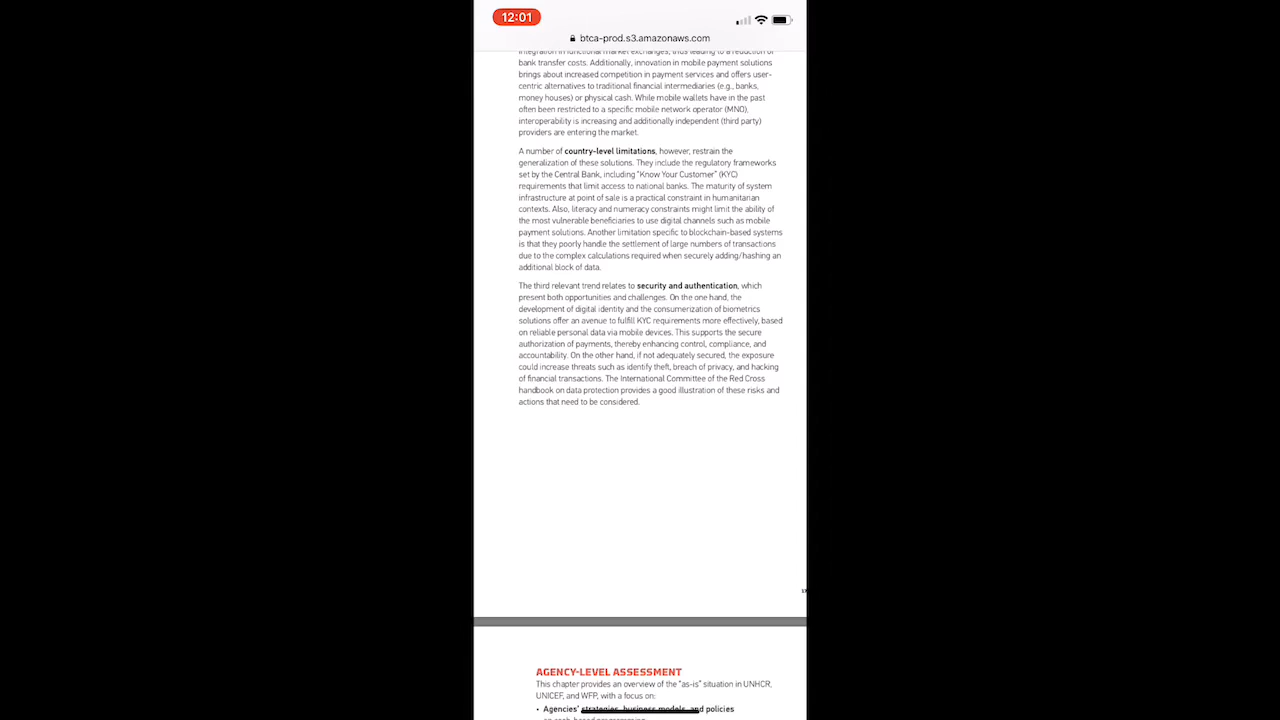 12:01
btca-prod.s3.amazonaws.com
integration in functional market exchanges, thus leading to a reduction of
bank transfer costs. Additionally, innovation in mobile payment solutions
brings about increased competition in payment services and offers user-
centric alternatives to traditional financial intermediaries (e.g., banks,
money houses) or physical cash. While mobile wallets have in the past
often been restricted to a specific mobile network operator (MNO),
interoperability is increasing and additionally independent (third party)
providers are entering the market.
A number of country-level limitations, however, restrain the
generalization of these solutions. They include the regulatory frameworks
set by the Central Bank, including "Know Your Customer" (KYC)
requirements that limit access to national banks. The maturity of system
infrastructure at point of sale is a practical constraint in humanitarian
contexts. Also, literacy and numeracy constraints might limit the ability of
the most vulnerable beneficiaries to use digital channels such as mobile
payment solutions. Another limitation specific to blockchain-based systems
is that they poorly handle the settlement of large numbers of transactions
due to the complex calculations required when securely adding/hashing an
additional block of data.
The third relevant trend relates to security and authentication, which
present both opportunities and challenges. On the one hand, the
development of digital identity and the consumerization of biometrics
solutions offer an avenue to fulfill KYC requirements more effectively, based
on reliable personal data via mobile devices. This supports the secure
authorization of payments, thereby enhancing control, compliance, and
accountability. On the other hand, if not adequately secured, the exposure
could increase threats such as identify theft, breach of privacy, and hacking
of financial transactions. The International Committee of the Red Cross
handbook on data protection provides a good illustration of these risks and
actions that need to be considered.
AGENCY-LEVEL ASSESSMENT
This chapter provides an overview of the "as-is" situation in UNHCR,
UNICEF, and WFP, with a focus on:
• Agencies' strategies, business models, and policies
on cash-based programming